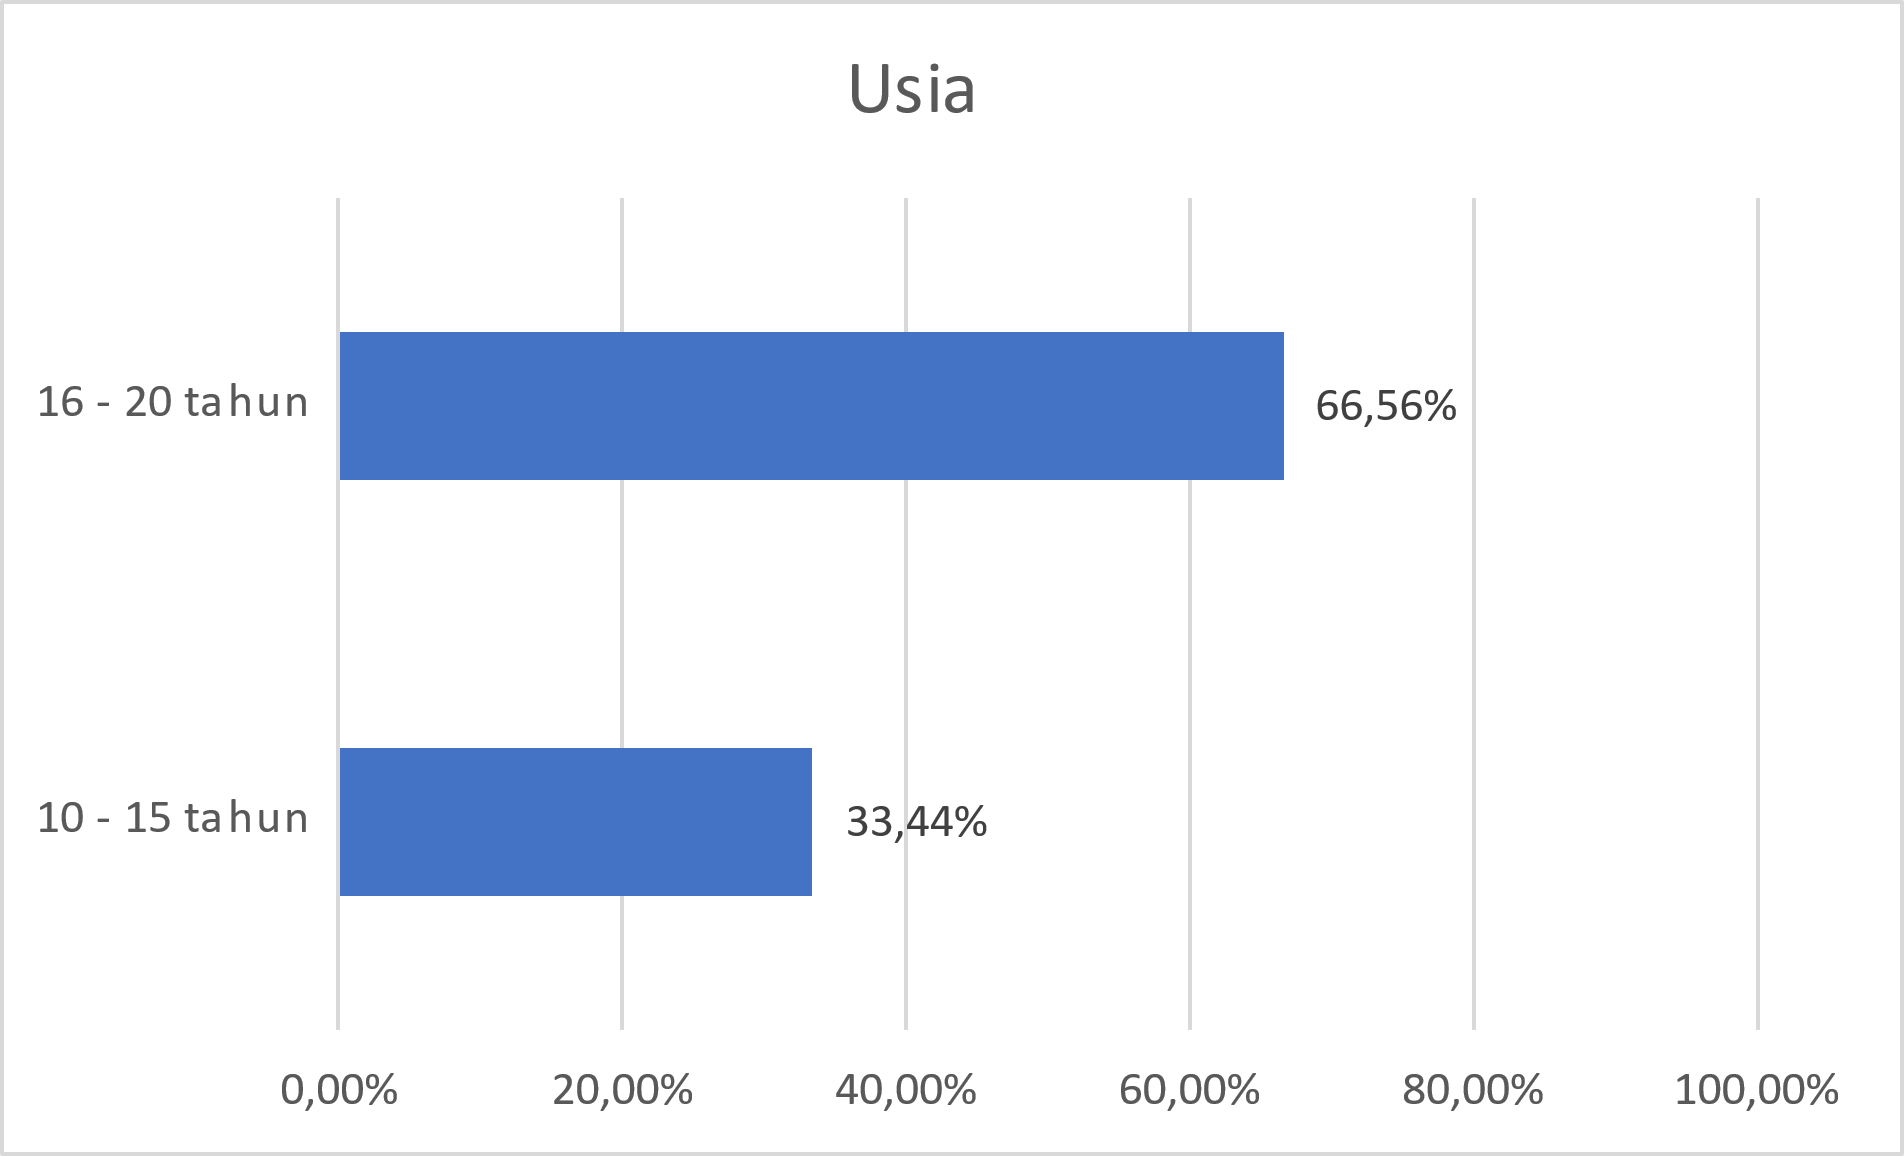 Usia
16 - 20 tahun
66,56%
10 - 15 tahun
33,44%
0,00% 20,00% 40,00% 60,00% 80,00% 100,00%